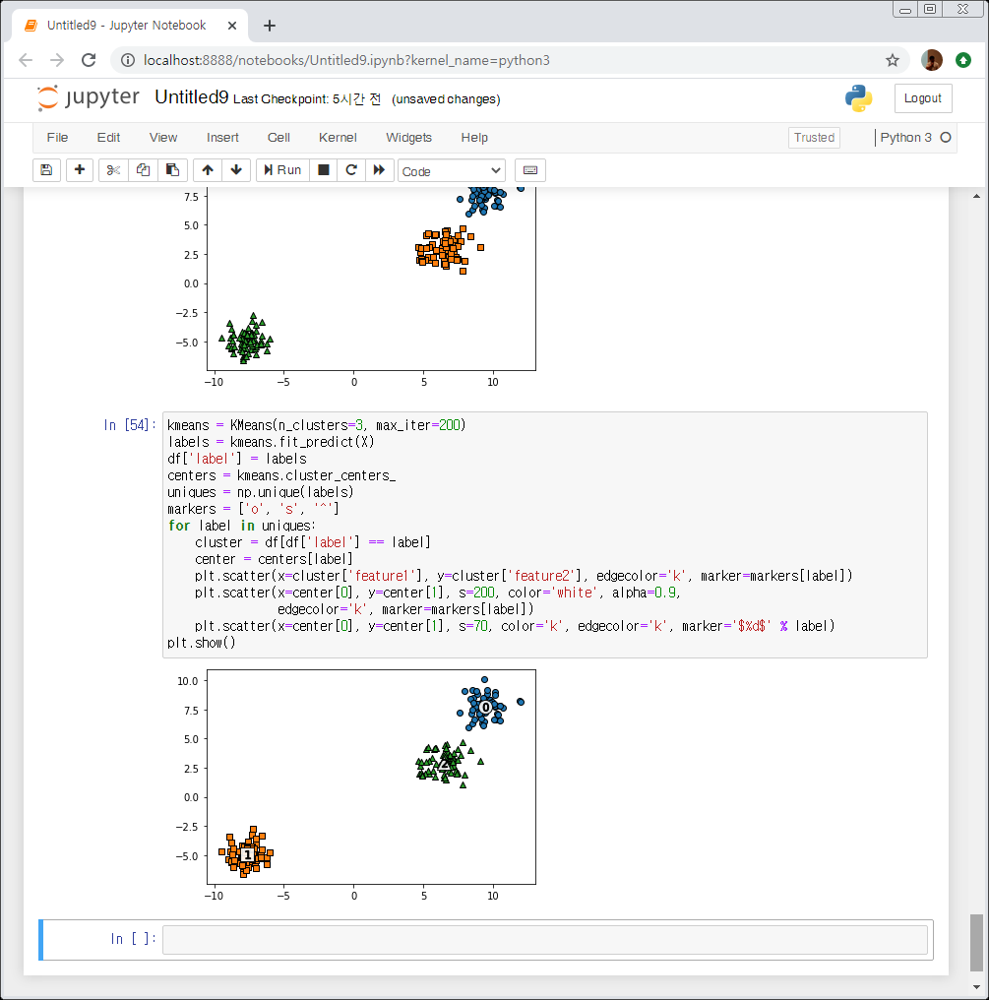 Untitled9 - Jupyter Notebook
localhost:8888/notebooks/Untitled9.ipynb?kernel_name=python3
jupyter Untitled9 Last Checkpoint: 5시간 전 (unsaved changes)
Logout
File Edit View Insert Cell Kernel Widgets Help
Trusted
Python 3
Run
Code
7.5
5.0
2.5
0.0
−2.5
−5.0
−10 −5 0 5 10
In [54]:
kmeans = KMeans(n_clusters=3, max_iter=200)
labels = kmeans.fit_predict(X)
df['label'] = labels
centers = kmeans.cluster_centers_
uniques = np.unique(labels)
markers = ['o', 's', '^']
for label in uniques:
    cluster = df[df['label'] == label]
    center = centers[label]
    plt.scatter(x=cluster['feature1'], y=cluster['feature2'], edgecolor='k', marker=markers[label])
    plt.scatter(x=center[0], y=center[1], s=200, color='white', alpha=0.9,
                edgecolor='k', marker=markers[label])
    plt.scatter(x=center[0], y=center[1], s=70, color='k', edgecolor='k', marker='$%d$' % label)
plt.show()
10.0
7.5
5.0
2.5
0.0
−2.5
−5.0
0
2
1
−10 −5 0 5 10
In [ ]: